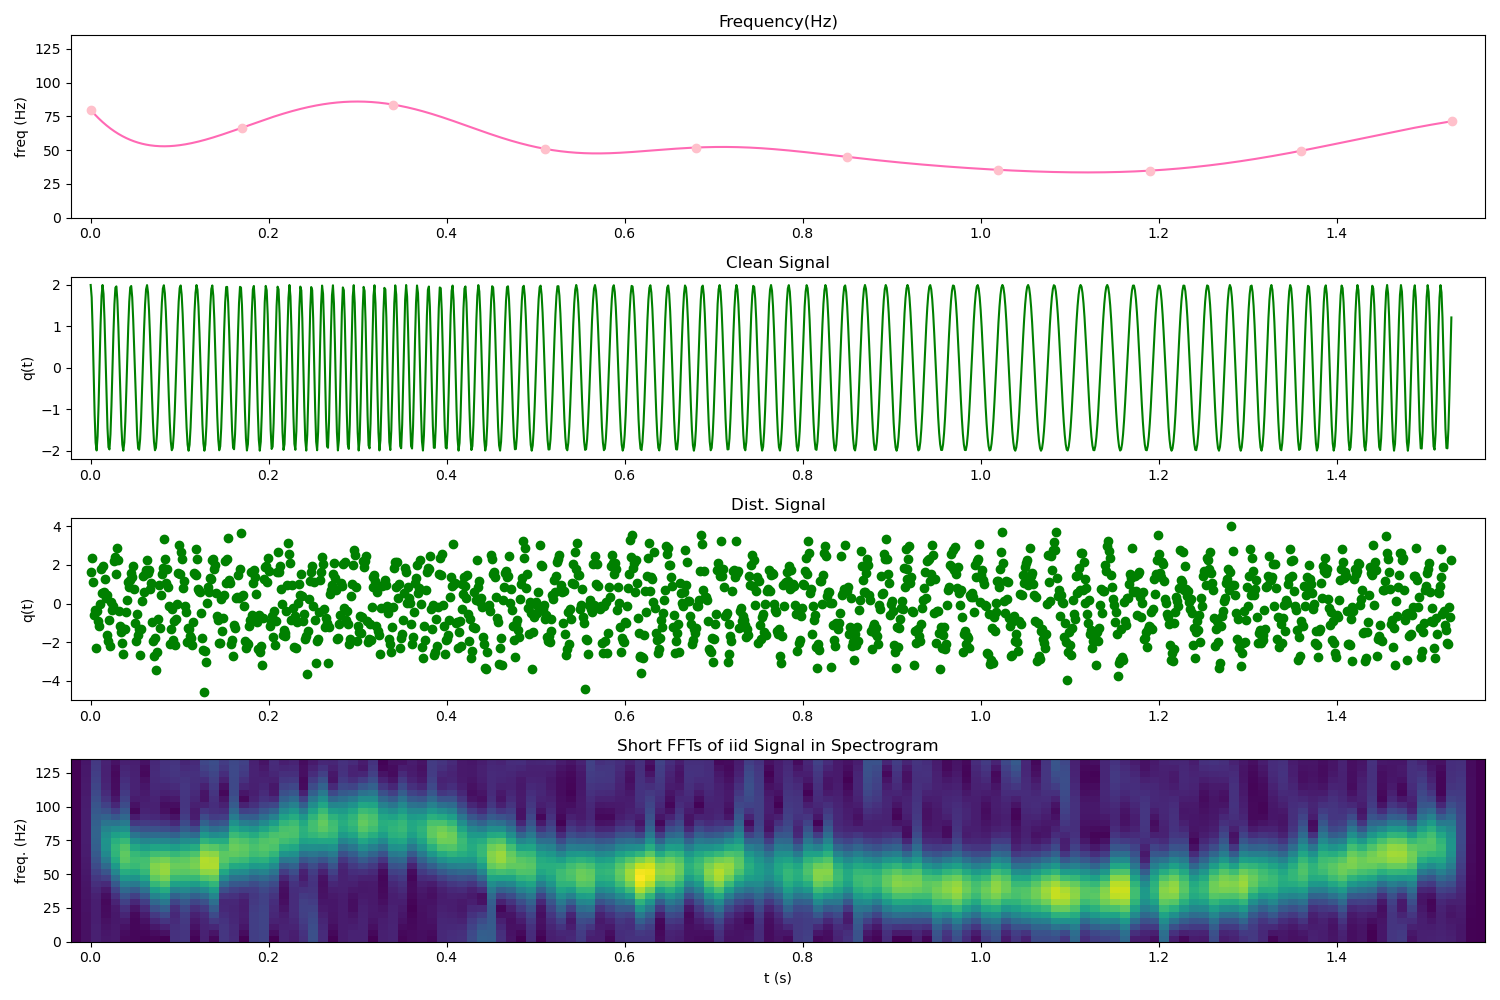 Frequency(Hz)
freq (Hz)
125
100
75
50
25
0
0.0 0.2 0.4 0.6 0.8 1.0 1.2 1.4
Clean Signal
q(t)
2
1
0
−1
−2
0.0 0.2 0.4 0.6 0.8 1.0 1.2 1.4
Dist. Signal
q(t)
4
2
0
−2
−4
0.0 0.2 0.4 0.6 0.8 1.0 1.2 1.4
Short FFTs of iid Signal in Spectrogram
freq. (Hz)
125
100
75
50
25
0
0.0 0.2 0.4 0.6 0.8 1.0 1.2 1.4
t (s)